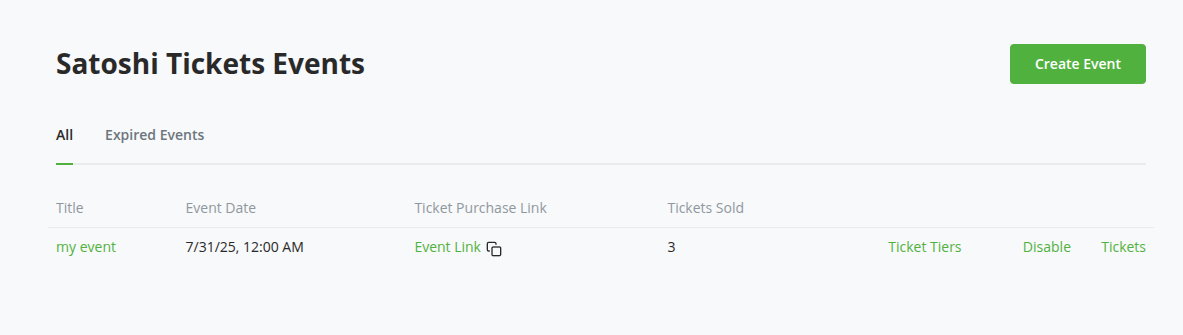 Satoshi Tickets Events
Create Event
All Expired Events
Title Event Date Ticket Purchase Link Tickets Sold
my event 7/31/25, 12:00 AM Event Link 3 Ticket Tiers Disable Tickets